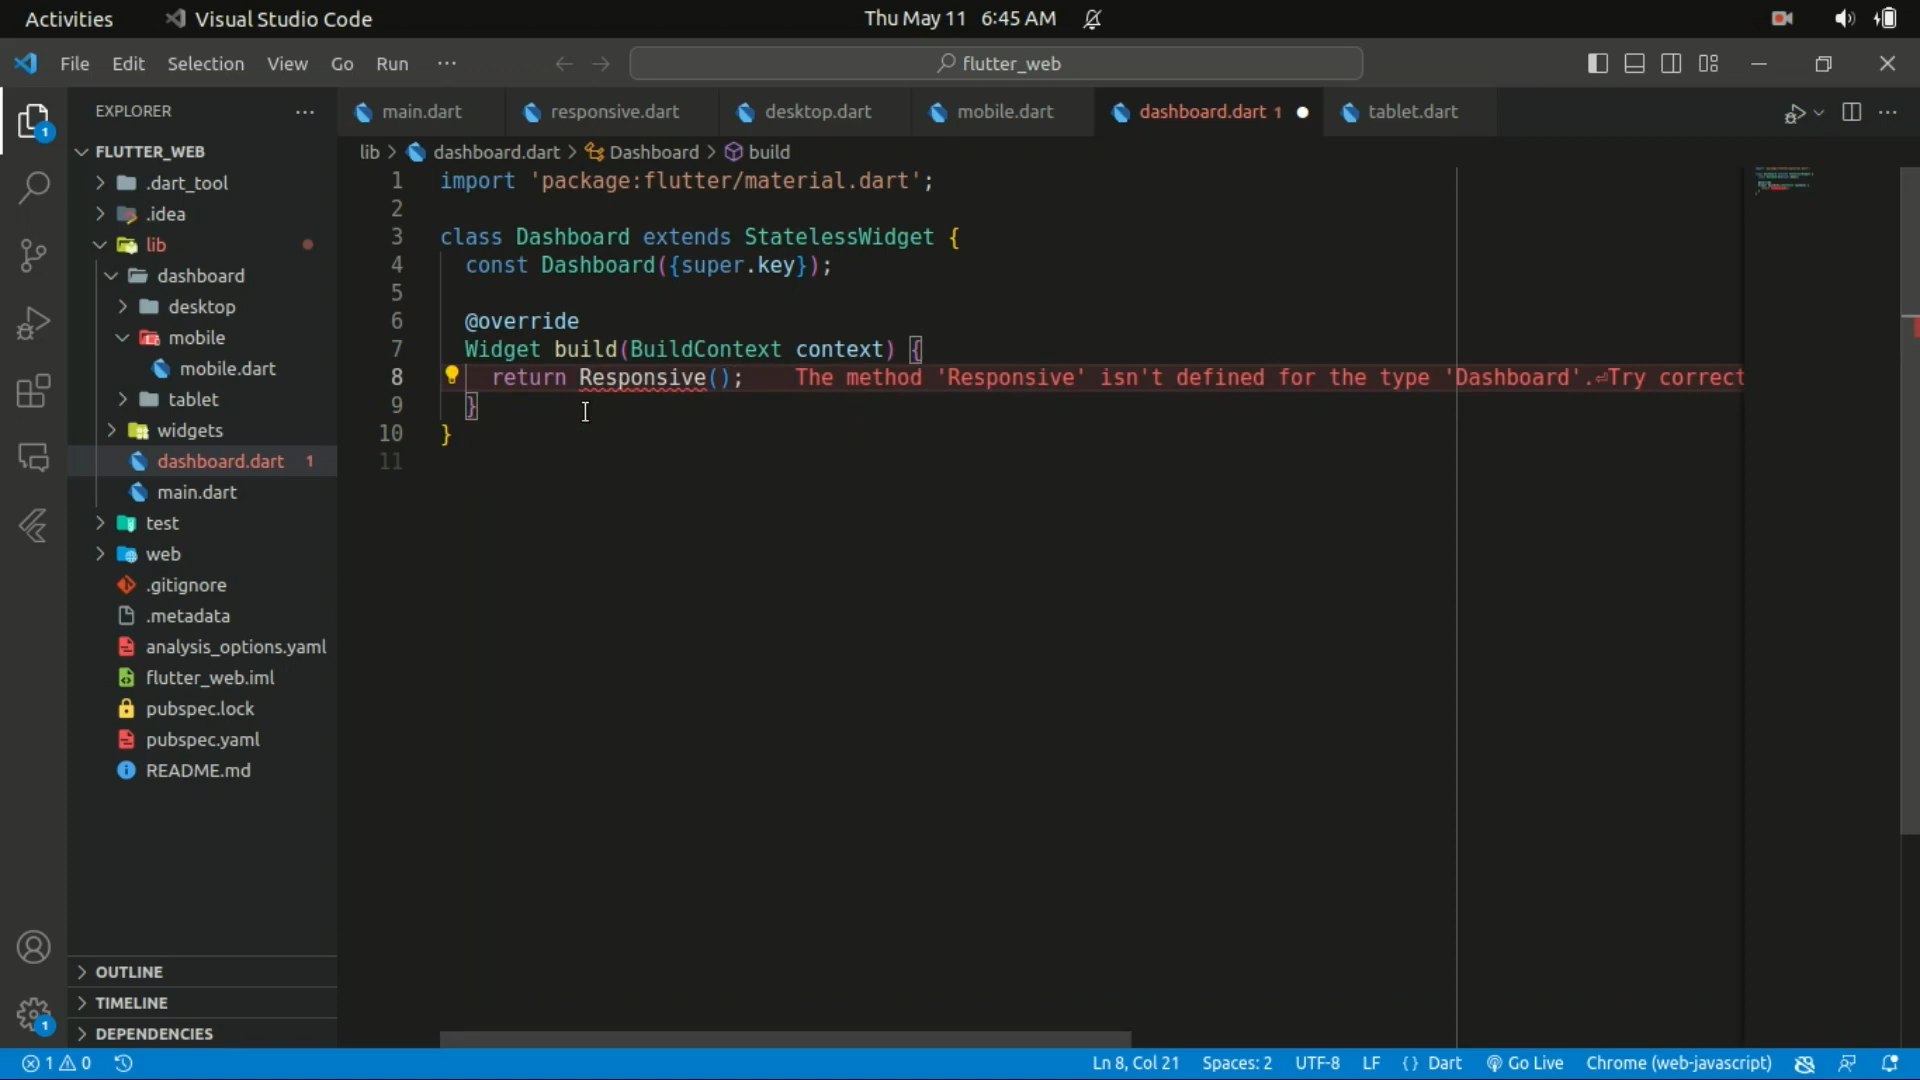 Activities
Visual Studio Code
Thu May 11 6:45 AM
File Edit Selection View Go Run ···
flutter_web
EXPLORER ···
main.dart
responsive.dart
desktop.dart
mobile.dart
dashboard.dart 1
tablet.dart
lib > dashboard.dart > Dashboard > build
FLUTTER_WEB
.dart_tool
.idea
lib
dashboard
desktop
mobile
mobile.dart
tablet
widgets
dashboard.dart 1
main.dart
test
web
.gitignore
.metadata
analysis_options.yaml
flutter_web.iml
pubspec.lock
pubspec.yaml
README.md
OUTLINE
TIMELINE
DEPENDENCIES
1
1
1 import 'package:flutter/material.dart';
2
3 class Dashboard extends StatelessWidget {
4 const Dashboard({super.key});
5
6 @override
7 Widget build(BuildContext context) {
8 return Responsive(); The method 'Responsive' isn't defined for the type 'Dashboard'.⏎Try correct
9 }
10 }
11
1 0
Ln 8, Col 21 Spaces: 2 UTF-8 LF {} Dart Go Live Chrome (web-javascript)